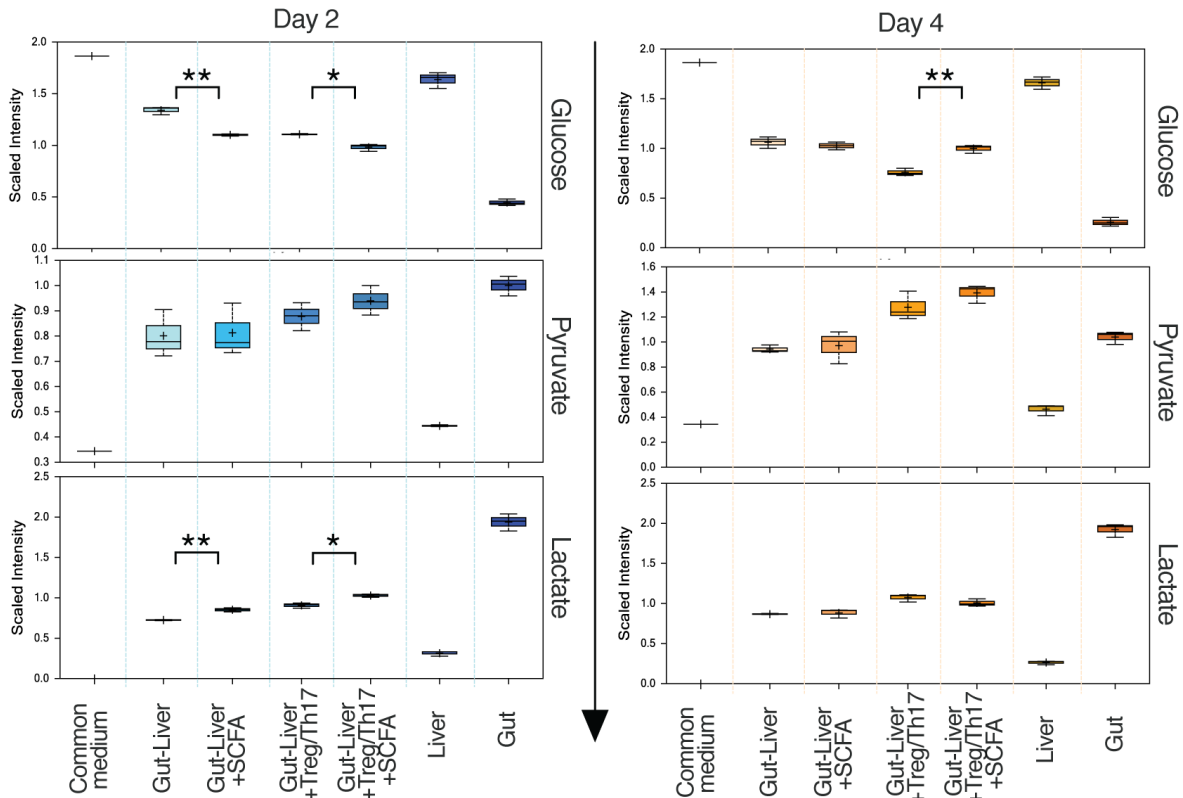 Day 2
Day 4
Scaled Intensity
2.0
1.5
1.0
0.5
0.0
**
*
Glucose
Scaled Intensity
1.1
1.0
0.9
0.8
0.7
0.6
0.5
0.4
0.3
Pyruvate
Scaled Intensity
2.5
2.0
1.5
1.0
0.5
0.0
**
*
Lactate
Common medium
Gut-Liver
Gut-Liver +SCFA
Gut-Liver +Treg/Th17
Gut-Liver +Treg/Th17 +SCFA
Liver
Gut
Scaled Intensity
2.0
1.5
1.0
0.5
0.0
**
Glucose
Scaled Intensity
1.6
1.4
1.2
1.0
0.8
0.6
0.4
0.2
0.0
Pyruvate
Scaled Intensity
2.5
2.0
1.5
1.0
0.5
0.0
Lactate
Common medium
Gut-Liver
Gut-Liver +SCFA
Gut-Liver +Treg/Th17
Gut-Liver +Treg/Th17 +SCFA
Liver
Gut